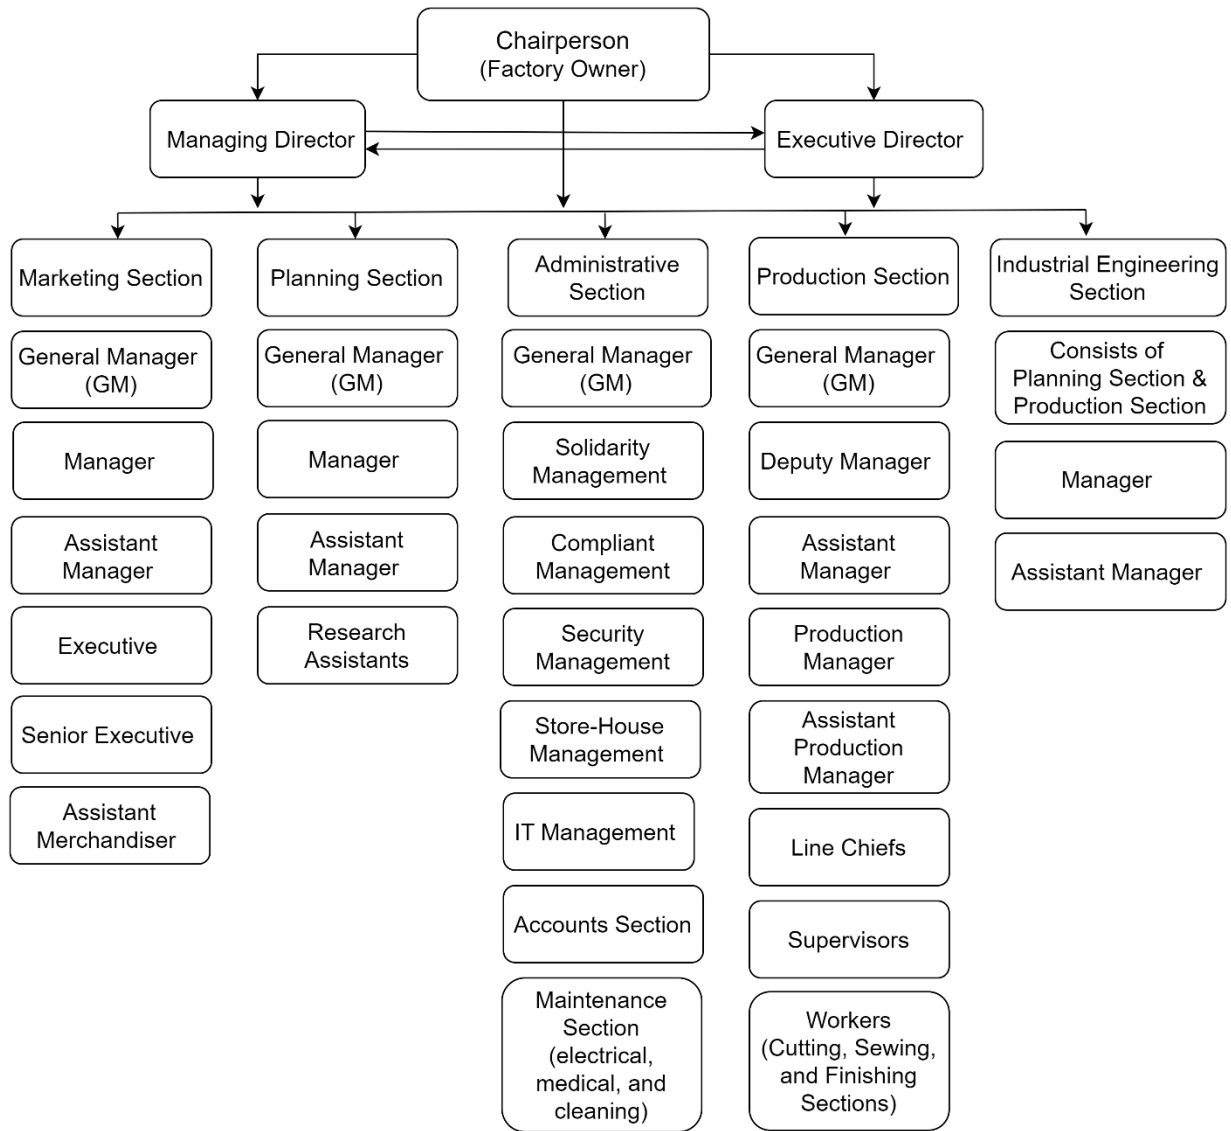 Chairperson
(Factory Owner)
Managing Director
Executive Director
Marketing Section
General Manager
(GM)
Manager
Assistant
Manager
Executive
Senior Executive
Assistant
Merchandiser
Planning Section
General Manager
(GM)
Manager
Assistant
Manager
Research
Assistants
Administrative
Section
General Manager
(GM)
Solidarity
Management
Compliant
Management
Security
Management
Store-House
Management
IT Management
Accounts Section
Maintenance
Section
(electrical,
medical, and
cleaning)
Production Section
General Manager
(GM)
Deputy Manager
Assistant
Manager
Production
Manager
Assistant
Production
Manager
Line Chiefs
Supervisors
Workers
(Cutting, Sewing,
and Finishing
Sections)
Industrial Engineering
Section
Consists of
Planning Section &
Production Section
Manager
Assistant Manager